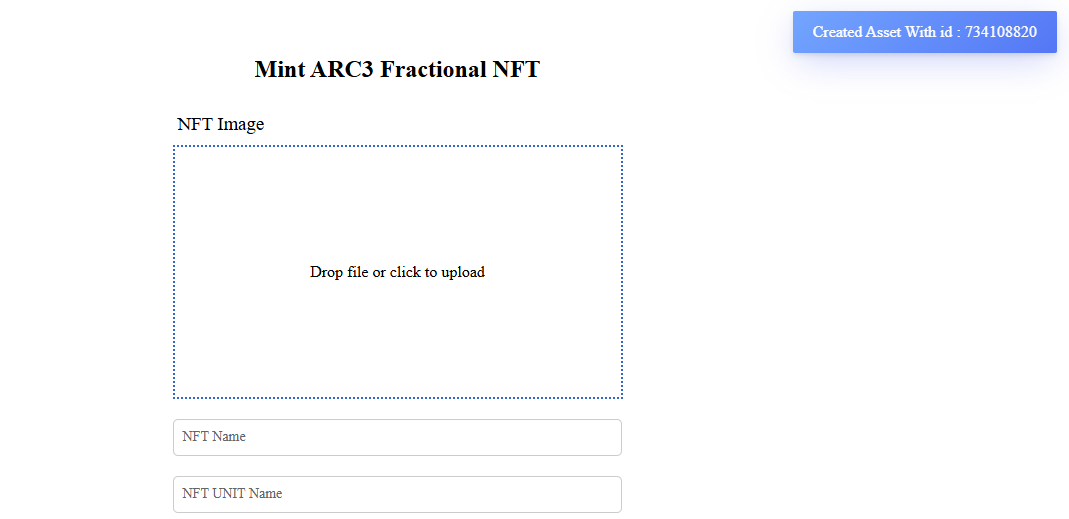 Created Asset With id : 734108820
Mint ARC3 Fractional NFT
NFT Image
Drop file or click to upload
NFT Name
NFT UNIT Name